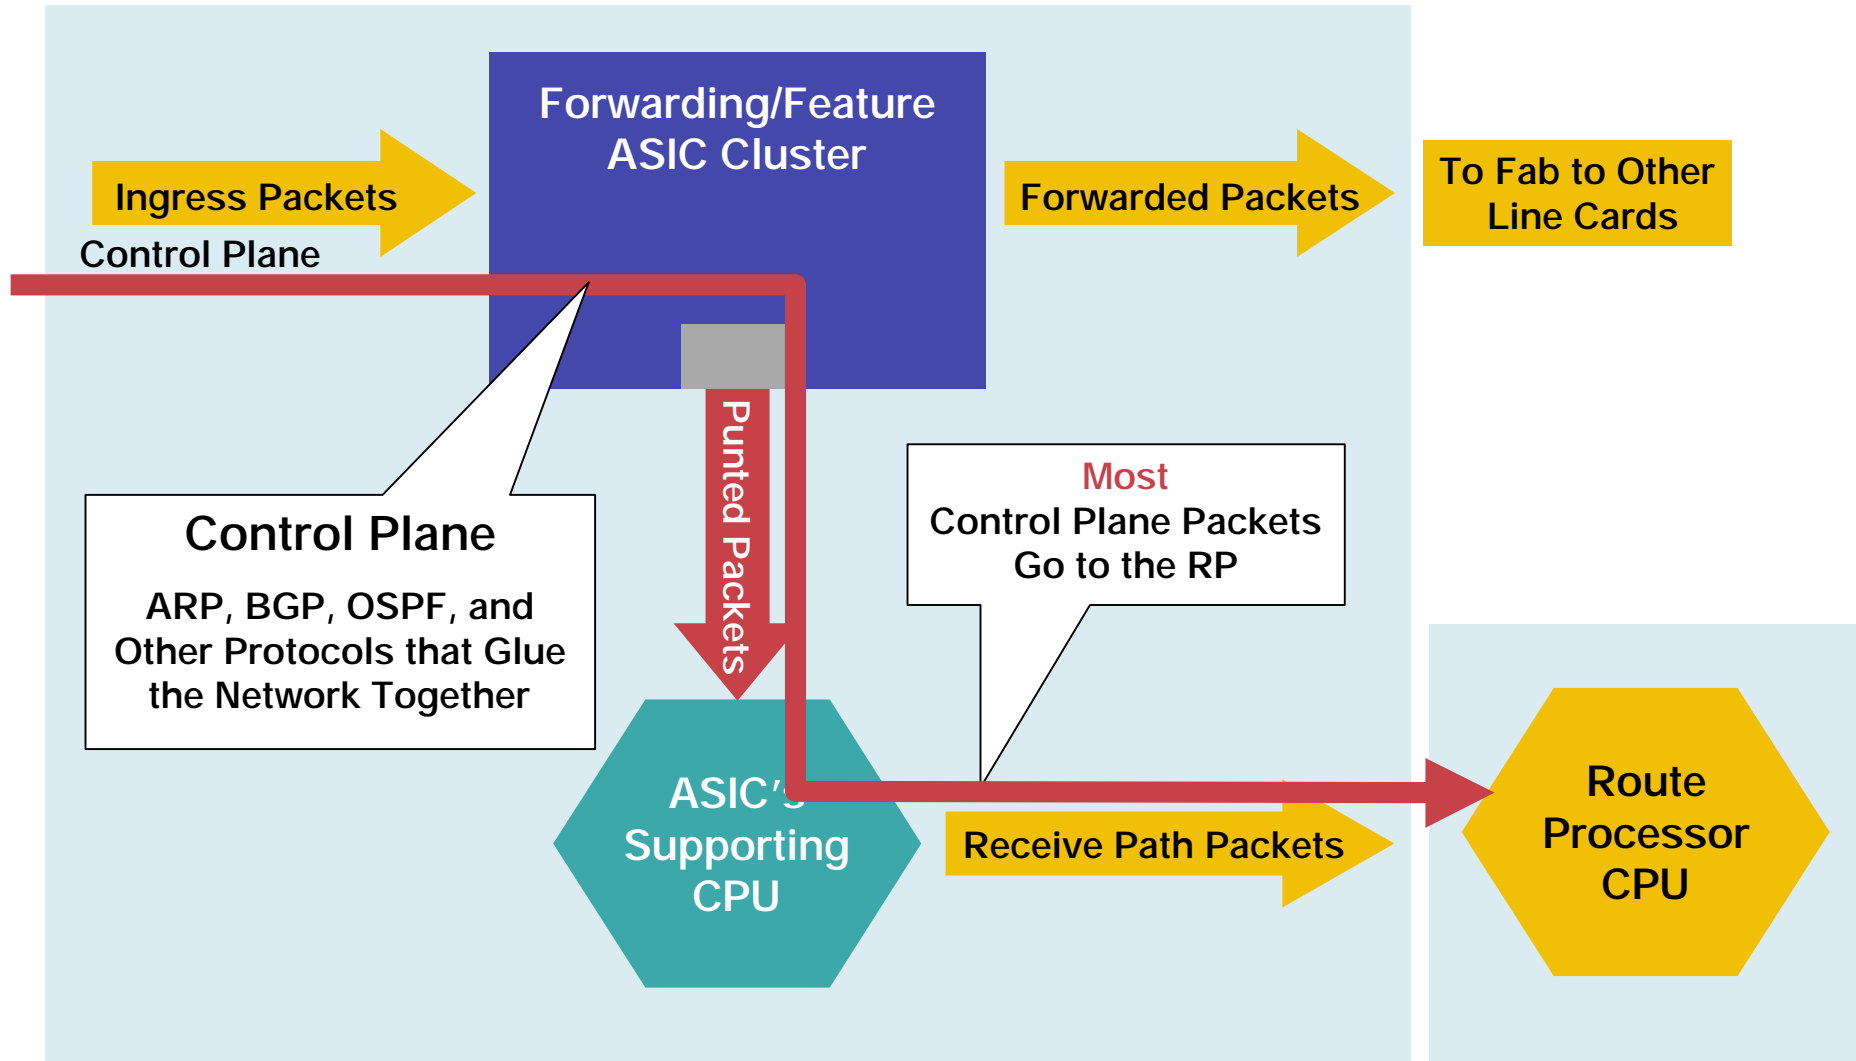 Forwarding/Feature
ASIC Cluster
Ingress Packets
Forwarded Packets
To Fab to Other
Line Cards
Control Plane
Punted Packets
Control Plane
ARP, BGP, OSPF, and
Other Protocols that Glue
the Network Together
Most
Control Plane Packets
Go to the RP
ASIC's
Supporting
CPU
Receive Path Packets
Route
Processor
CPU